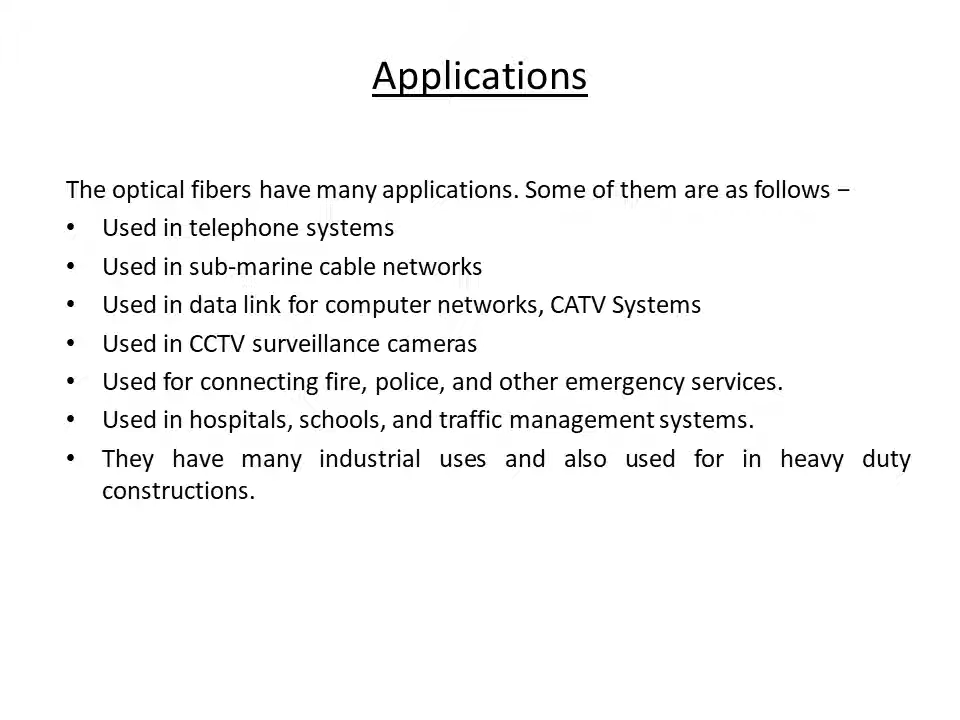 Applications
The optical fibers have many applications. Some of them are as follows −
• Used in telephone systems
• Used in sub-marine cable networks
• Used in data link for computer networks, CATV Systems
• Used in CCTV surveillance cameras
• Used for connecting fire, police, and other emergency services.
• Used in hospitals, schools, and traffic management systems.
• They have many industrial uses and also used for in heavy duty
constructions.